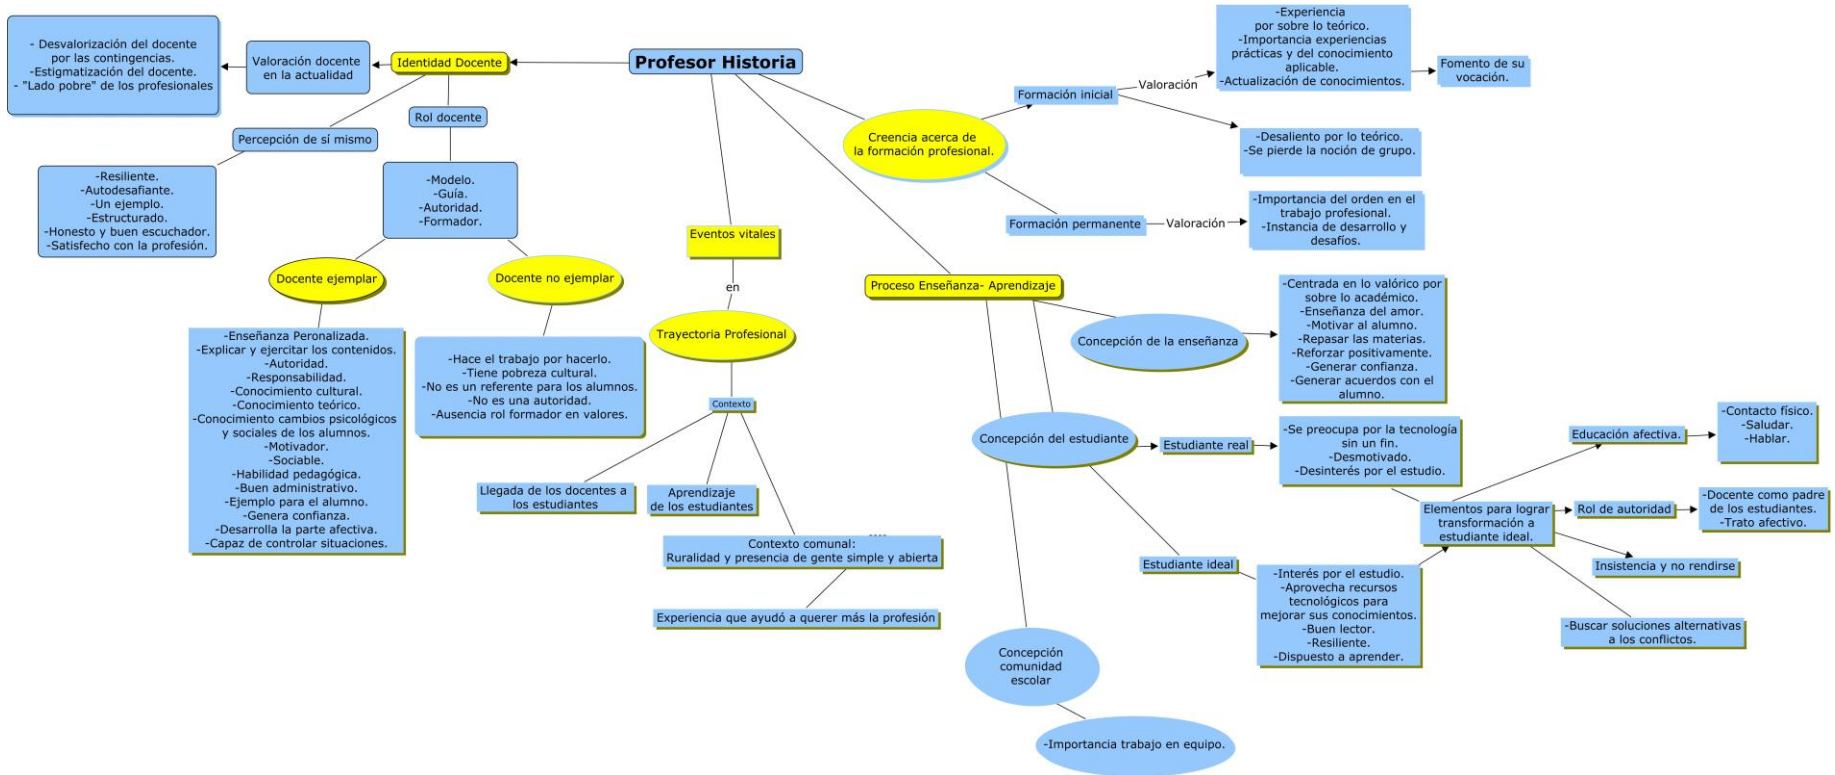 Profesor Historia
Identidad Docente
Valoración docente
en la actualidad
- Desvalorización del docente
por las contingencias.
-Estigmatización del docente.
- "Lado pobre" de los profesionales
Percepción de sí mismo
-Resiliente.
-Autodesafiante.
-Un ejemplo.
-Estructurado.
-Honesto y buen escuchador.
-Satisfecho con la profesión.
Rol docente
-Modelo.
-Guía.
-Autoridad.
-Formador.
Docente ejemplar
-Enseñanza Peronalizada.
-Explicar y ejercitar los contenidos.
-Autoridad.
-Responsabilidad.
-Conocimiento cultural.
-Conocimiento teórico.
-Conocimiento cambios psicológicos
y sociales de los alumnos.
-Motivador.
-Sociable.
-Habilidad pedagógica.
-Buen administrativo.
-Ejemplo para el alumno.
-Genera confianza.
-Desarrolla la parte afectiva.
-Capaz de controlar situaciones.
Docente no ejemplar
-Hace el trabajo por hacerlo.
-Tiene pobreza cultural.
-No es un referente para los alumnos.
-No es una autoridad.
-Ausencia rol formador en valores.
Eventos vitales
en
Trayectoria Profesional
Contexto
Llegada de los docentes a
los estudiantes
Aprendizaje
de los estudiantes
Contexto comunal:
Ruralidad y presencia de gente simple y abierta
Experiencia que ayudó a querer más la profesión
Creencia acerca de
la formación profesional.
Formación inicial
Valoración
-Experiencia
por sobre lo teórico.
-Importancia experiencias
prácticas y del conocimiento
aplicable.
-Actualización de conocimientos.
Fomento de su
vocación.
-Desaliento por lo teórico.
-Se pierde la noción de grupo.
Formación permanente
Valoración
-Importancia del orden en el
trabajo profesional.
-Instancia de desarrollo y
desafíos.
Proceso Enseñanza- Aprendizaje
Concepción de la enseñanza
-Centrada en lo valórico por
sobre lo académico.
-Enseñanza del amor.
-Motivar al alumno.
-Repasar las materias.
-Reforzar positivamente.
-Generar confianza.
-Generar acuerdos con el
alumno.
Concepción del estudiante
Estudiante real
-Se preocupa por la tecnología
sin un fin.
-Desmotivado.
-Desinterés por el estudio.
Estudiante ideal
-Interés por el estudio.
-Aprovecha recursos
tecnológicos para
mejorar sus conocimientos.
-Buen lector.
-Resiliente.
-Dispuesto a aprender.
Elementos para lograr
transformación a
estudiante ideal.
Educación afectiva.
-Contacto físico.
-Saludar.
-Hablar.
Rol de autoridad
-Docente como padre
de los estudiantes.
-Trato afectivo.
Insistencia y no rendirse
-Buscar soluciones alternativas
a los conflictos.
Concepción
comunidad
escolar
-Importancia trabajo en equipo.